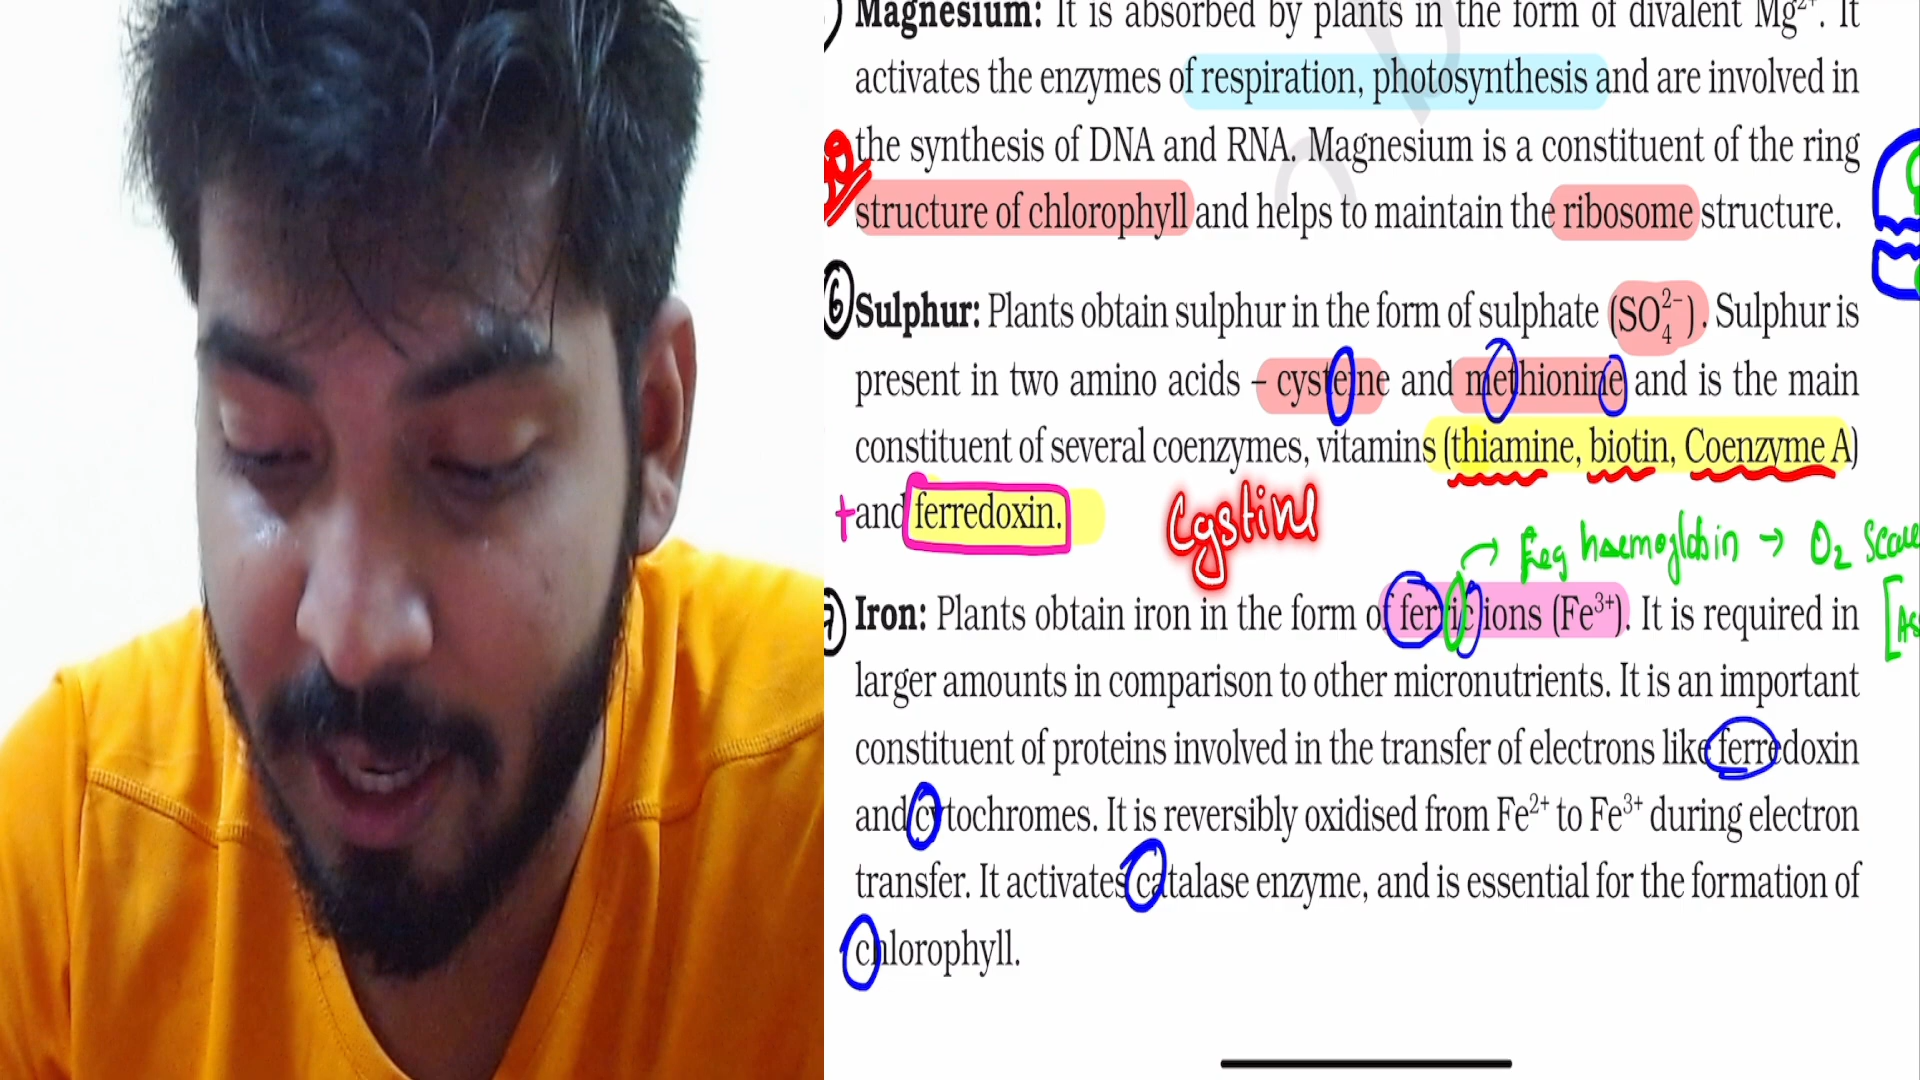 Magnesium: It is absorbed by plants in the form of divalent Mg²⁺. It
activates the enzymes of respiration, photosynthesis and are involved in
the synthesis of DNA and RNA. Magnesium is a constituent of the ring
structure of chlorophyll and helps to maintain the ribosome structure.
⑥ Sulphur: Plants obtain sulphur in the form of sulphate (SO₄²⁻). Sulphur is
present in two amino acids – cysteine and methionine and is the main
constituent of several coenzymes, vitamins (thiamine, biotin, Coenzyme A)
+ and ferredoxin.
Cystine
→ Leg haemoglobin → O₂
Iron: Plants obtain iron in the form of ferric ions (Fe³⁺). It is required in
larger amounts in comparison to other micronutrients. It is an important
constituent of proteins involved in the transfer of electrons like ferredoxin
and cytochromes. It is reversibly oxidised from Fe²⁺ to Fe³⁺ during electron
transfer. It activates catalase enzyme, and is essential for the formation of
chlorophyll.